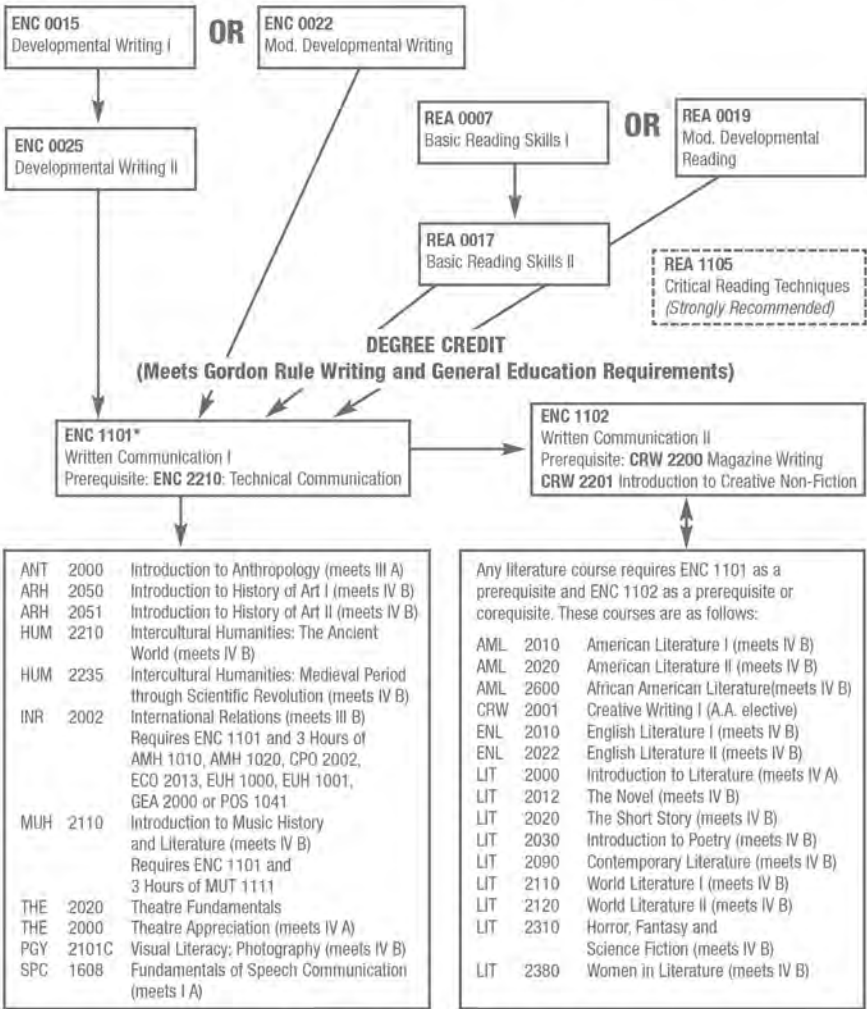 ENC 0015
Developmental Writing I
OR
ENC 0022
Mod. Developmental Writing
REA 0007
Basic Reading Skills I
OR
REA 0019
Mod. Developmental
Reading
ENC 0025
Developmental Writing II
REA 0017
Basic Reading Skills II
REA 1105
Critical Reading Techniques
(Strongly Recommended)
DEGREE CREDIT
(Meets Gordon Rule Writing and General Education Requirements)
ENC 1101*
Written Communication I
Prerequisite: ENC 2210: Technical Communication
ENC 1102
Written Communication II
Prerequisite: CRW 2200 Magazine Writing
CRW 2201 Introduction to Creative Non-Fiction
ANT 2000 Introduction to Anthropology (meets III A)
ARH 2050 Introduction to History of Art I (meets IV B)
ARH 2051 Introduction to History of Art II (meets IV B)
HUM 2210 Intercultural Humanities: The Ancient
World (meets IV B)
HUM 2235 Intercultural Humanities: Medieval Period
through Scientific Revolution (meets IV B)
INR 2002 International Relations (meets III B)
Requires ENC 1101 and 3 Hours of
AMH 1010, AMH 1020, CPO 2002,
ECO 2013, EUH 1000, EUH 1001,
GEA 2000 or POS 1041
MUH 2110 Introduction to Music History
and Literature (meets IV B)
Requires ENC 1101 and
3 Hours of MUT 1111
THE 2020 Theatre Fundamentals
THE 2000 Theatre Appreciation (meets IV A)
PGY 2101C Visual Literacy: Photography (meets IV B)
SPC 1608 Fundamentals of Speech Communication
(meets I A)
Any literature course requires ENC 1101 as a
prerequisite and ENC 1102 as a prerequisite or
corequisite. These courses are as follows:
AML 2010 American Literature I (meets IV B)
AML 2020 American Literature II (meets IV B)
AML 2600 African American Literature(meets IV B)
CRW 2001 Creative Writing I (A.A. elective)
ENL 2010 English Literature I (meets IV B)
ENL 2022 English Literature II (meets IV B)
LIT 2000 Introduction to Literature (meets IV A)
LIT 2012 The Novel (meets IV B)
LIT 2020 The Short Story (meets IV B)
LIT 2030 Introduction to Poetry (meets IV B)
LIT 2090 Contemporary Literature (meets IV B)
LIT 2110 World Literature I (meets IV B)
LIT 2120 World Literature II (meets IV B)
LIT 2310 Horror, Fantasy and
Science Fiction (meets IV B)
LIT 2380 Women in Literature (meets IV B)